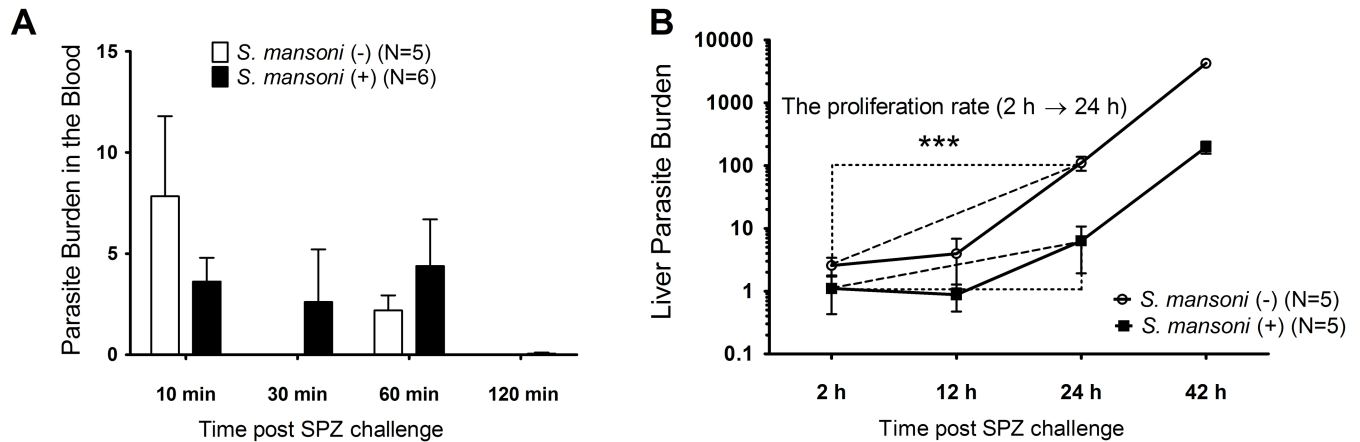 A
Parasite Burden in the Blood
15
10
5
0
S. mansoni (-) (N=5)
S. mansoni (+) (N=6)
10 min 30 min 60 min 120 min
Time post SPZ challenge
B
Liver Parasite Burden
10000
1000
100
10
1
0.1
The proliferation rate (2 h → 24 h)
***
S. mansoni (-) (N=5)
S. mansoni (+) (N=5)
2 h 12 h 24 h 42 h
Time post SPZ challenge